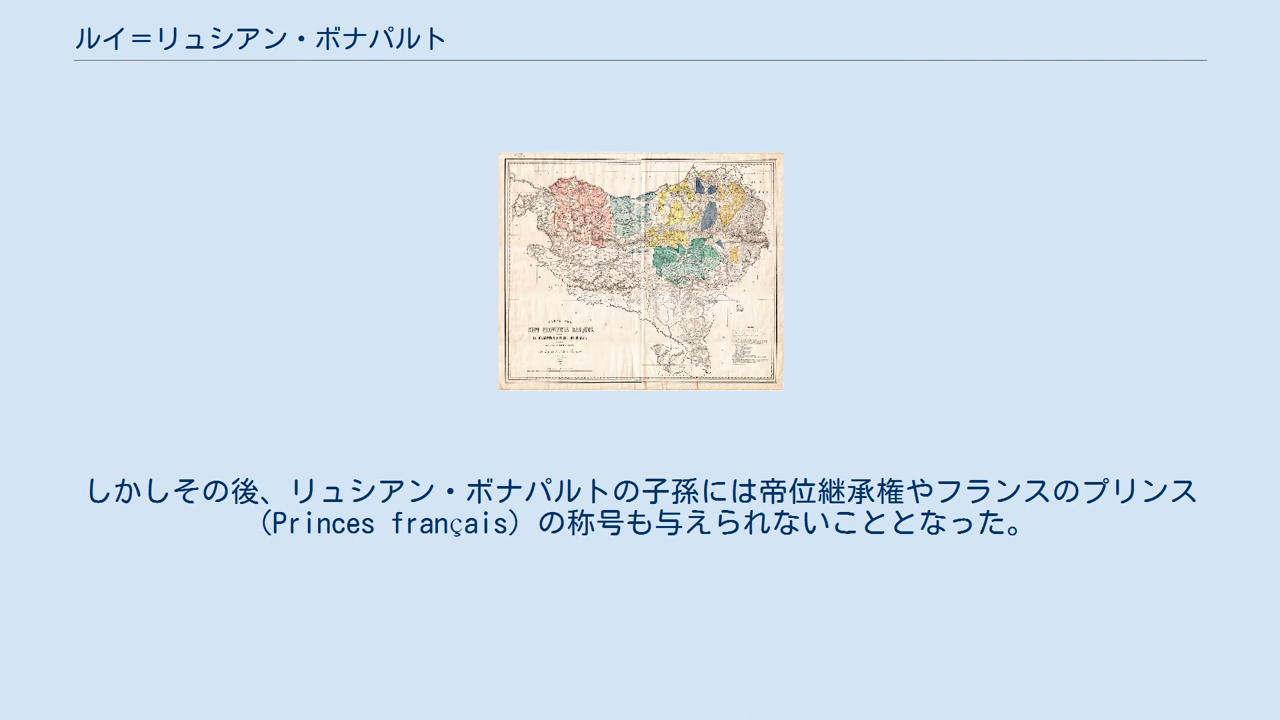 ルイ＝リュシアン・ボナパルト
しかしその後、リュシアン・ボナパルトの子孫には帝位継承権やフランスのプリンス
（Princes français）の称号も与えられないこととなった。